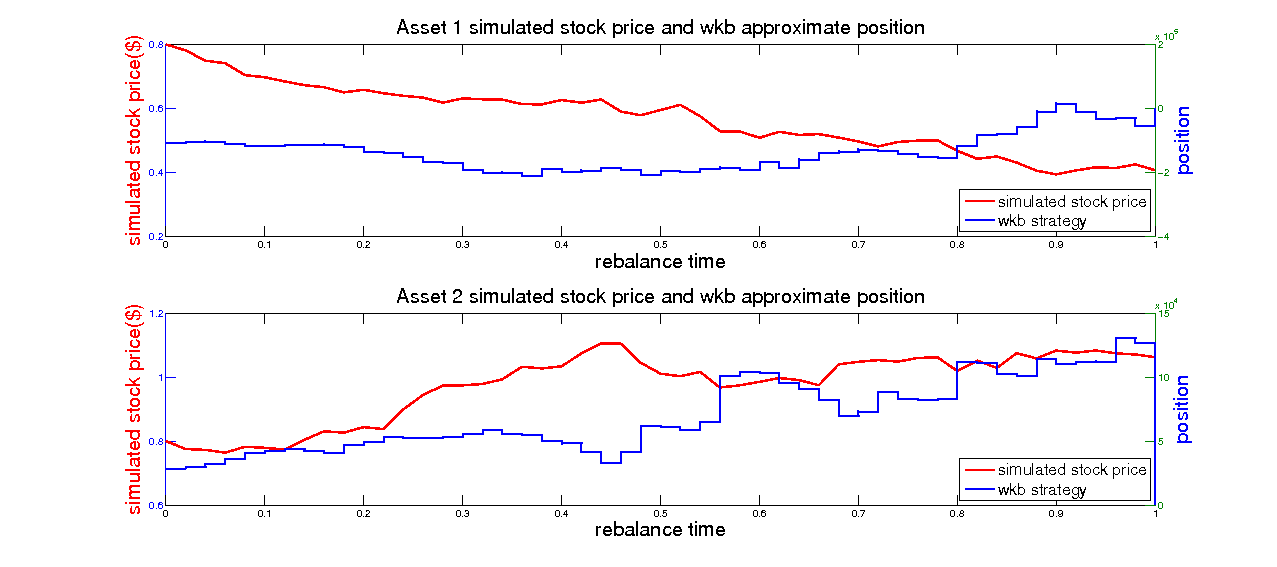 Asset 1 simulated stock price and wkb approximate position
x 10^5
simulated stock price($)
0.8
0.6
0.4
0.2
2
0
-2
-4
position
simulated stock price
wkb strategy
0 0.1 0.2 0.3 0.4 0.5 0.6 0.7 0.8 0.9 1
rebalance time
Asset 2 simulated stock price and wkb approximate position
x 10^4
simulated stock price($)
1.2
1
0.8
0.6
15
10
5
0
position
simulated stock price
wkb strategy
0 0.1 0.2 0.3 0.4 0.5 0.6 0.7 0.8 0.9 1
rebalance time